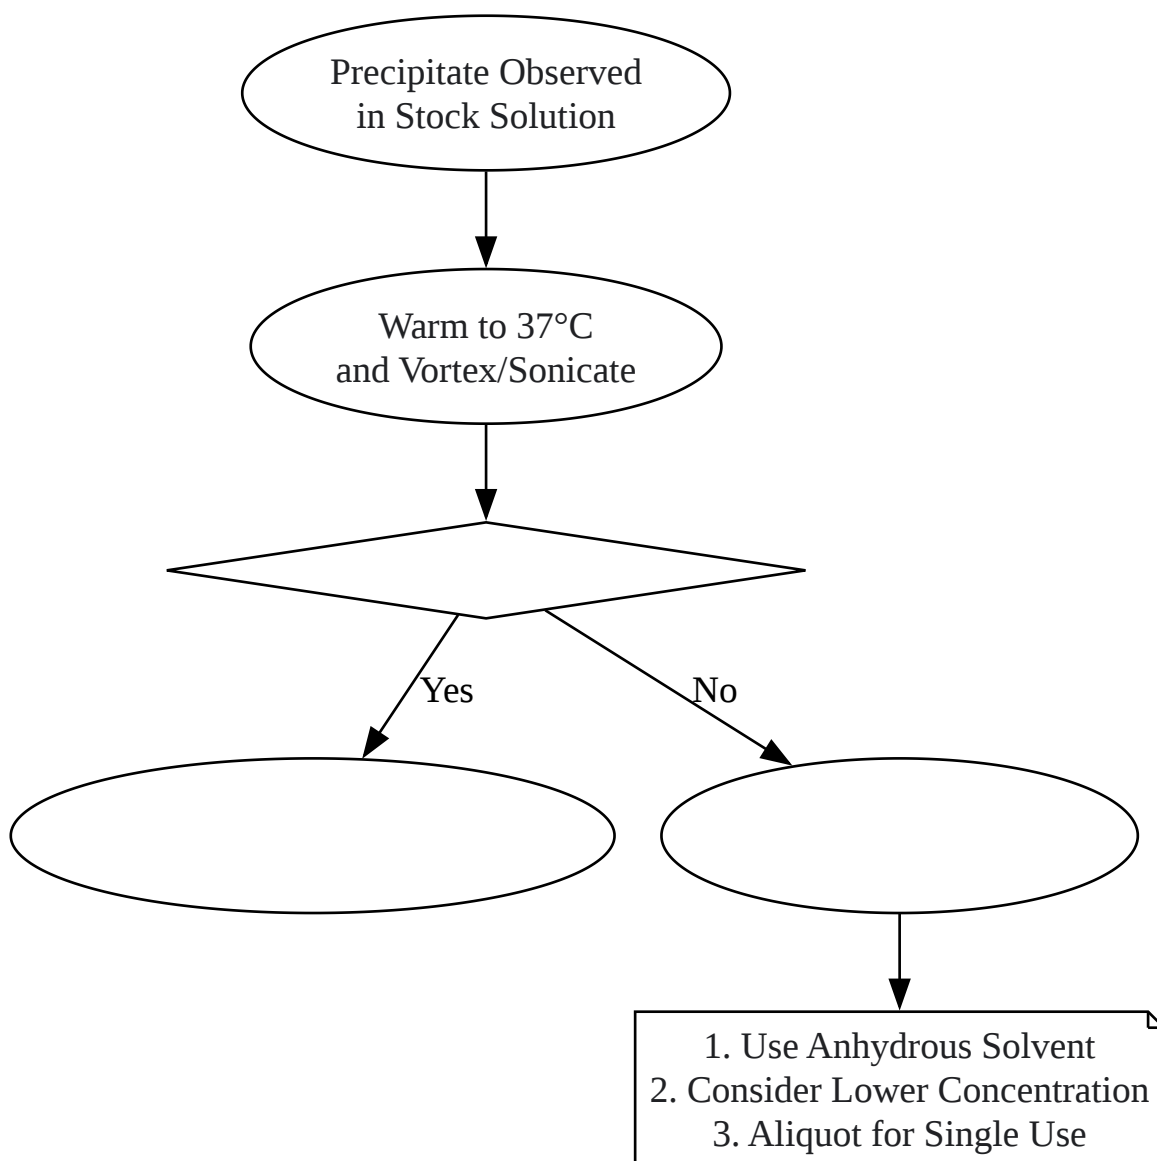 Precipitate Observed
in Stock Solution
Warm to 37°C
and Vortex/Sonicate
Yes
No
1. Use Anhydrous Solvent
2. Consider Lower Concentration
3. Aliquot for Single Use